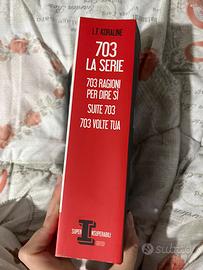 L.F. KORALINE
703
LA SERIE
703 RAGIONI
PER DIRE SÌ
SUITE 703
703 VOLTE TUA
SUPER INSUPERABILI
subito